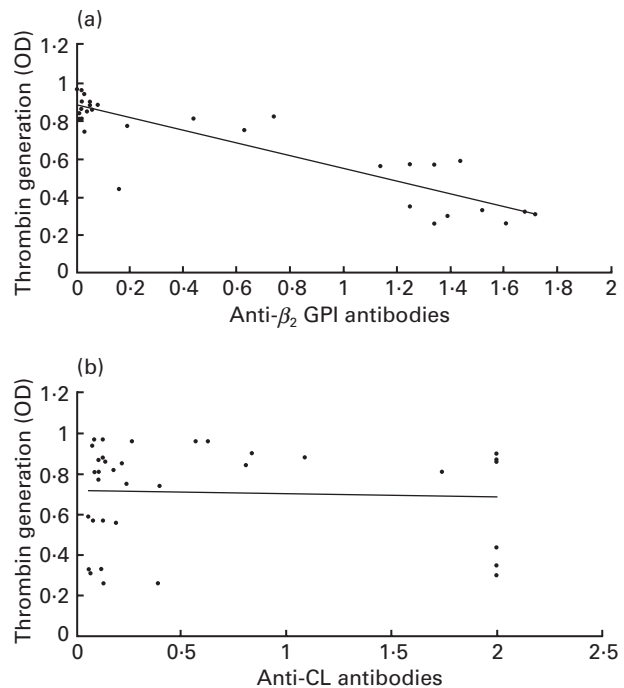 (a)
Thrombin generation (OD)
1·2
1
0·8
0·6
0·4
0·2
0
0 0·2 0·4 0·6 0·8 1 1·2 1·4 1·6 1·8 2
Anti-β₂ GPI antibodies
(b)
Thrombin generation (OD)
1·2
1
0·8
0·6
0·4
0·2
0
0 0·5 1 1·5 2 2·5
Anti-CL antibodies